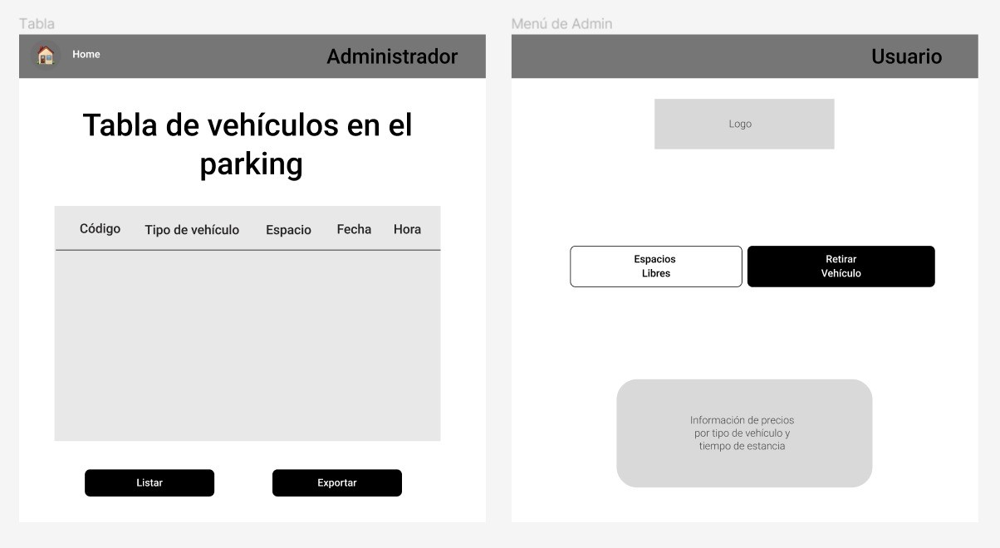 Tabla
Home
Administrador
Tabla de vehículos en el
parking
Código Tipo de vehículo Espacio Fecha Hora
Listar Exportar
Menú de Admin
Usuario
Logo
Espacios
Libres
Retirar
Vehículo
Información de precios
por tipo de vehículo y
tiempo de estancia